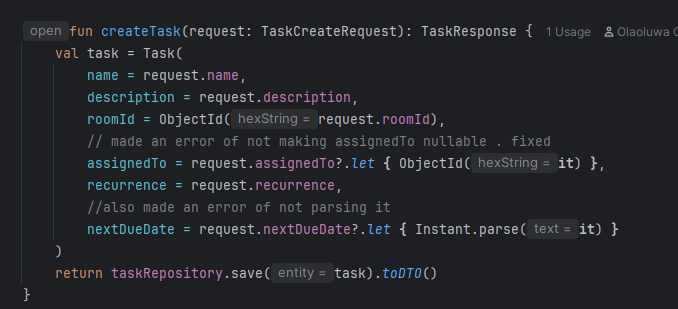 open fun createTask(request: TaskCreateRequest): TaskResponse { 1 Usage Olaoluwa
val task = Task(
name = request.name,
description = request.description,
roomId = ObjectId( hexString = request.roomId),
// made an error of not making assignedTo nullable . fixed
assignedTo = request.assignedTo?.let { ObjectId( hexString = it) },
recurrence = request.recurrence,
//also made an error of not parsing it
nextDueDate = request.nextDueDate?.let { Instant.parse( text = it) }
)
return taskRepository.save( entity = task).toDTO()
}